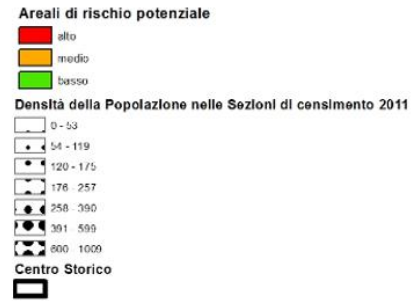 Areali di rischio potenziale
alto
medio
basso
Densità della Popolazione nelle Sezioni di censimento 2011
0 - 53
54 - 119
120 - 175
176 - 257
258 - 390
391 - 599
600 - 1009
Centro Storico